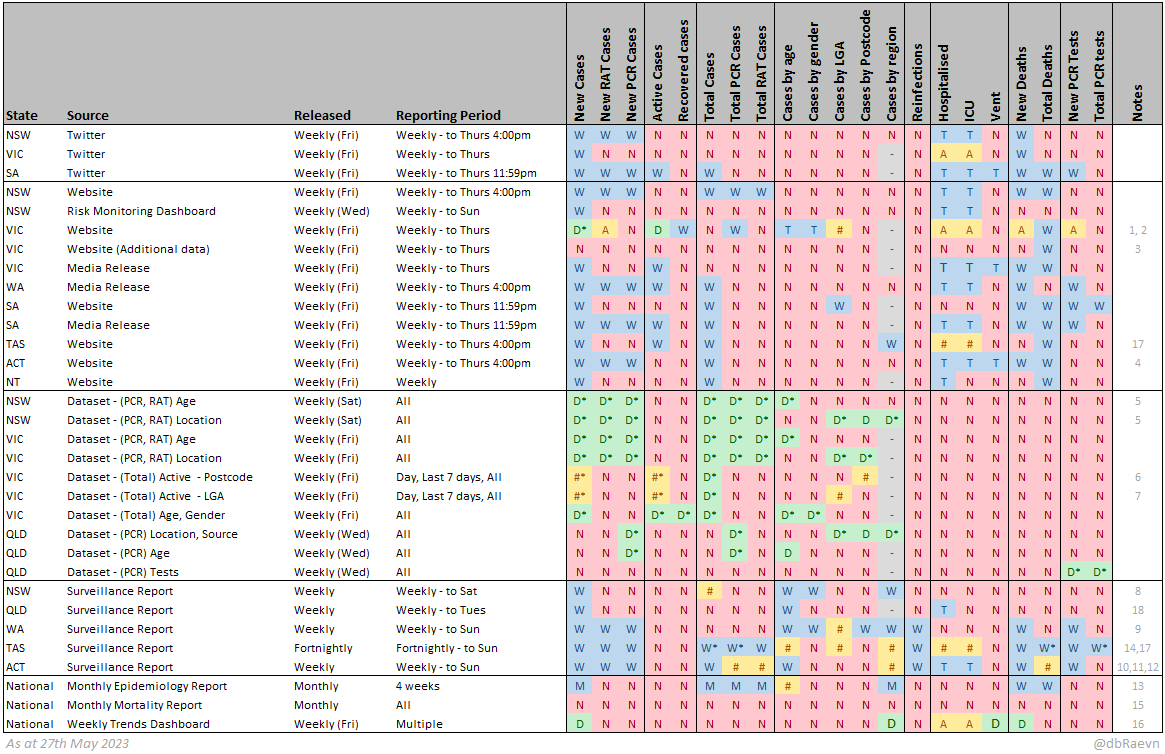 State Source Released Reporting Period New Cases New RAT Cases New PCR Cases Active Cases Recovered cases Total Cases Total PCR Cases Total RAT Cases Cases by age Cases by gender Cases by LGA Cases by Postcode Cases by region Reinfections Hospitalised ICU Vent New Deaths Total Deaths New PCR Tests Total PCR tests Notes
NSW Twitter Weekly (Fri) Weekly - to Thurs 4:00pm W W W N N N N N N N N N N N T T N W N N N
VIC Twitter Weekly (Fri) Weekly - to Thurs W N N N N N N N N N N N - N A A N W N N N
SA Twitter Weekly (Fri) Weekly - to Thurs 11:59pm W W W W N W N N N N N N - N T T T W W W N
NSW Website Weekly (Fri) Weekly - to Thurs 4:00pm W W W N N W W W N N N N N N T T N W W N N
NSW Risk Monitoring Dashboard Weekly (Wed) Weekly - to Sun W N N N N N N N N N N N N N T T N N N N N
VIC Website Weekly (Fri) Weekly - to Thurs D* A N D W N W N T T # N - N A A N A W A N 1, 2
VIC Website (Additional data) Weekly (Fri) Weekly - to Thurs N N N N N N N N N N N N - N N N N N W N N 3
VIC Media Release Weekly (Fri) Weekly - to Thurs W N N W N N N N N N N N - N T T T W W N N
WA Media Release Weekly (Fri) Weekly - to Thurs 4:00pm W W W W N W N N N N N N N N T T N W N W N
SA Website Weekly (Fri) Weekly - to Thurs 11:59pm W N N N N W N N N N W N - N N N N W W W W
SA Media Release Weekly (Fri) Weekly - to Thurs 11:59pm W W W W N W N N N N N N - N T T N W W W N
TAS Website Weekly (Fri) Weekly - to Thurs 4:00pm W N N W N W N N N N N N W N # # N N W N N 17
ACT Website Weekly (Fri) Weekly - to Thurs 4:00pm W W W N N W N N N N N N N N T T T W W N N 4
NT Website Weekly (Fri) Weekly W N N N N W N N N N N N - N T N N N W N N
NSW Dataset - (PCR, RAT) Age Weekly (Sat) All D* D* D* N N D* D* D* D* N N N N N N N N N N N N 5
NSW Dataset - (PCR, RAT) Location Weekly (Sat) All D* D* D* N N D* D* D* N N D* D D* N N N N N N N N 5
VIC Dataset - (PCR, RAT) Age Weekly (Fri) All D* D* D* N N D* D* D* D* N N N - N N N N N N N N
VIC Dataset - (PCR, RAT) Location Weekly (Fri) All D* D* D* N N D* D* D* N N D* D* - N N N N N N N N
VIC Dataset - (Total) Active - Postcode Weekly (Fri) Day, Last 7 days, All #* N N #* N D* N N N N N # - N N N N N N N N 6
VIC Dataset - (Total) Active - LGA Weekly (Fri) Day, Last 7 days, All #* N N #* N D* N N N N # N - N N N N N N N N 7
VIC Dataset - (Total) Age, Gender Weekly (Fri) All D* N N D* D* D* N N D* D* N N - N N N N N N N N
QLD Dataset - (PCR) Location, Source Weekly (Wed) All N N D* N N N D* N N N D* D D* N N N N N N N N
QLD Dataset - (PCR) Age Weekly (Wed) All N N D* N N N D* N D N N N - N N N N N N N N
QLD Dataset - (PCR) Tests Weekly (Wed) All N N N N N N N N N N N N - N N N N N N D* D*
NSW Surveillance Report Weekly Weekly - to Sat W N N N N # N N W W N N W N N N N N N N N 8
QLD Surveillance Report Weekly Weekly - to Tues W N N N N N N N W N N N - N T N N N N N N 18
WA Surveillance Report Weekly Weekly - to Sun W W W N N N N N W W # W W W N N N W N W N 9
TAS Surveillance Report Fortnightly Fortnightly - to Sun W W W N N W* W* W # N # N # W # # N W W* W W* 14,17
ACT Surveillance Report Weekly Weekly - to Sun W W W N N W # # W N N N # W T T N W # W N 10,11,12
National Monthly Epidemiology Report Monthly 4 weeks M N N N N M M M # N N N M N N N N W W N N 13
National Monthly Mortality Report Monthly All N N N N N N N N N N N N N N N N N N N N N 15
National Weekly Trends Dashboard Weekly (Fri) Multiple D N N N N N N N N N N N D N A A D D N N N 16
As at 27th May 2023 @dbRaevn